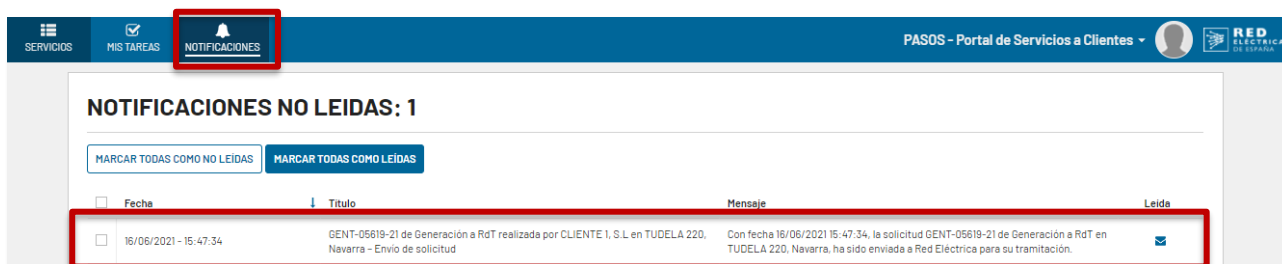 SERVICIOS
MIS TAREAS
NOTIFICACIONES
PASOS - Portal de Servicios a Clientes
RED
ELÉCTRICA
DE ESPAÑA
NOTIFICACIONES NO LEIDAS: 1
MARCAR TODAS COMO NO LEÍDAS
MARCAR TODAS COMO LEÍDAS
Fecha
Título
Mensaje
Leída
16/06/2021 - 15:47:34
GENT-05619-21 de Generación a RdT realizada por CLIENTE 1, S.L en TUDELA 220,
Navarra – Envío de solicitud
Con fecha 16/06/2021 15:47:34, la solicitud GENT-05619-21 de Generación a RdT en
TUDELA 220, Navarra, ha sido enviada a Red Eléctrica para su tramitación.